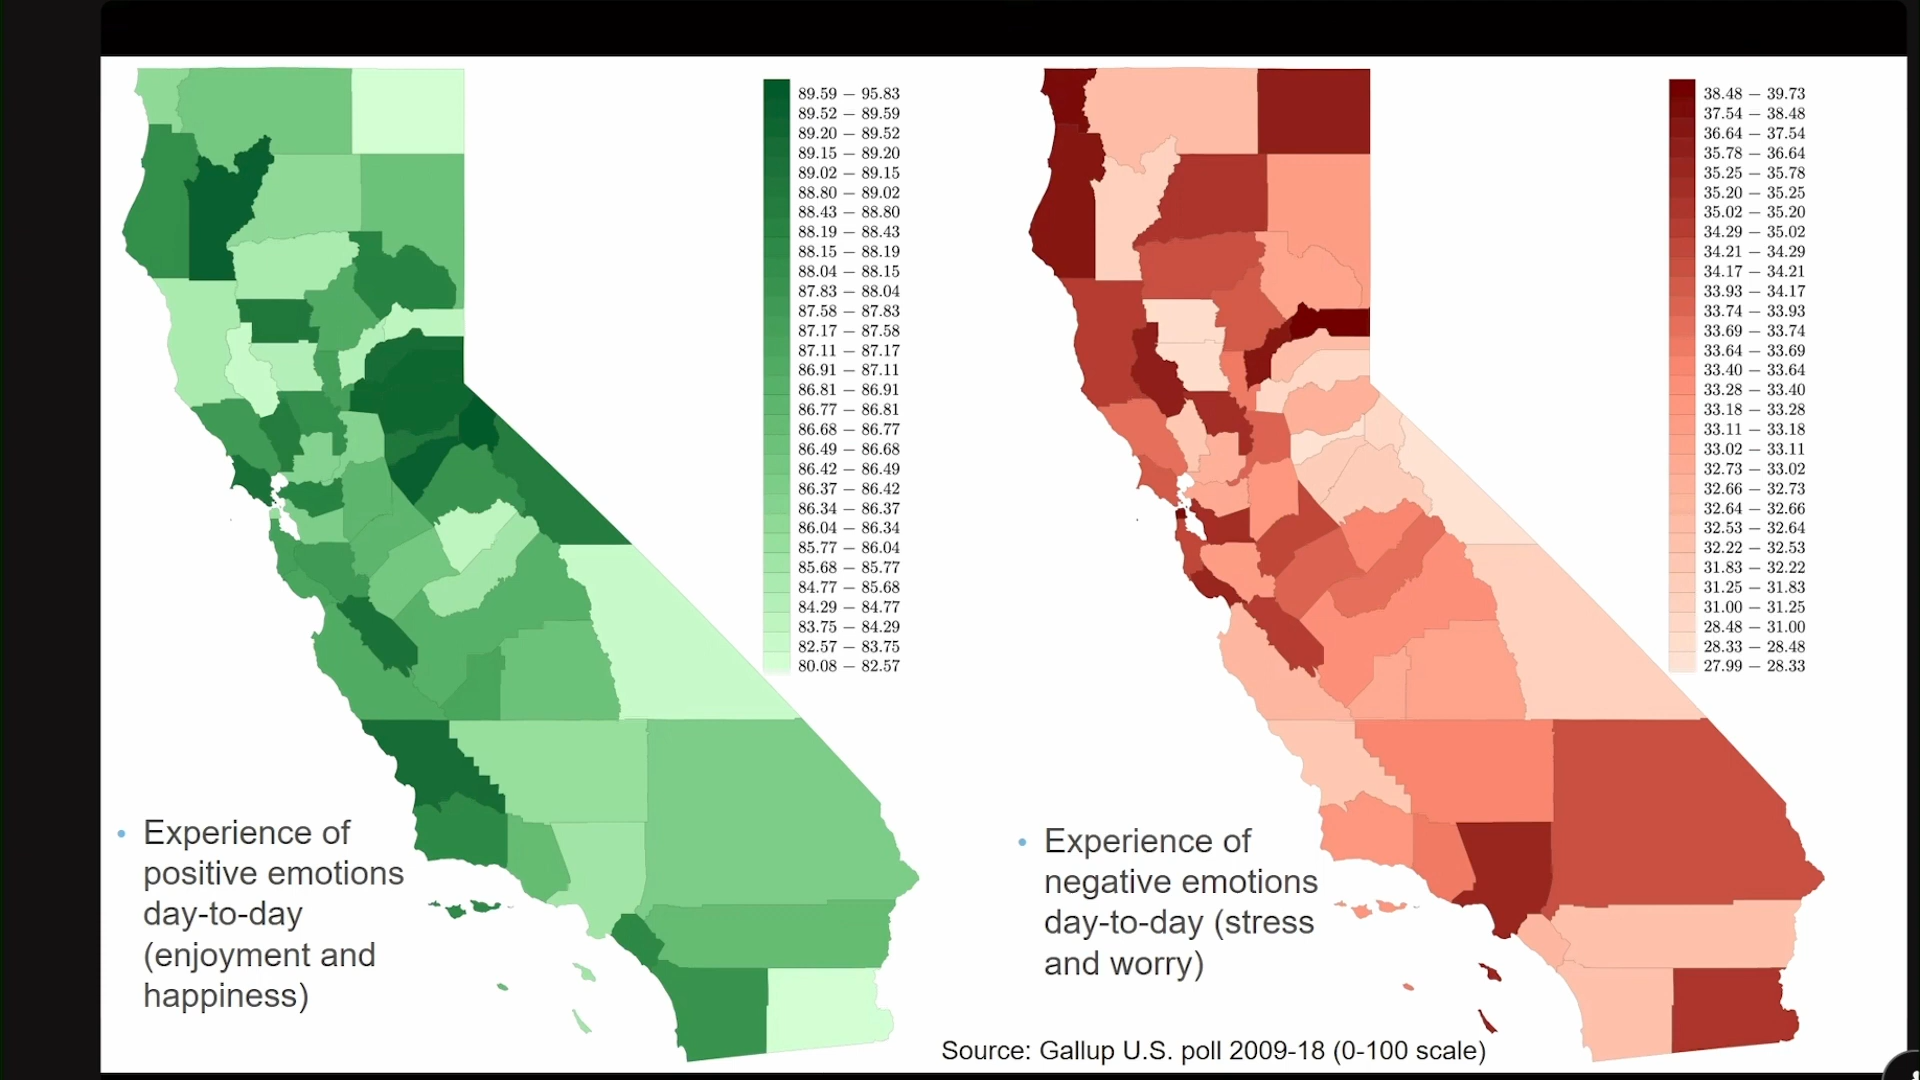 89.59 – 95.83
89.52 – 89.59
89.20 – 89.52
89.15 – 89.20
89.02 – 89.15
88.80 – 89.02
88.43 – 88.80
88.19 – 88.43
88.15 – 88.19
88.04 – 88.15
87.83 – 88.04
87.58 – 87.83
87.17 – 87.58
87.11 – 87.17
86.91 – 87.11
86.81 – 86.91
86.77 – 86.81
86.68 – 86.77
86.49 – 86.68
86.42 – 86.49
86.37 – 86.42
86.34 – 86.37
86.04 – 86.34
85.77 – 86.04
85.68 – 85.77
84.77 – 85.68
84.29 – 84.77
83.75 – 84.29
82.57 – 83.75
80.08 – 82.57
• Experience of
positive emotions
day-to-day
(enjoyment and
happiness)
38.48 – 39.73
37.54 – 38.48
36.64 – 37.54
35.78 – 36.64
35.25 – 35.78
35.20 – 35.25
35.02 – 35.20
34.29 – 35.02
34.21 – 34.29
34.17 – 34.21
33.93 – 34.17
33.74 – 33.93
33.69 – 33.74
33.64 – 33.69
33.40 – 33.64
33.28 – 33.40
33.18 – 33.28
33.11 – 33.18
33.02 – 33.11
32.73 – 33.02
32.66 – 32.73
32.64 – 32.66
32.53 – 32.64
32.22 – 32.53
31.83 – 32.22
31.25 – 31.83
31.00 – 31.25
28.48 – 31.00
28.33 – 28.48
27.99 – 28.33
• Experience of
negative emotions
day-to-day (stress
and worry)
Source: Gallup U.S. poll 2009-18 (0-100 scale)